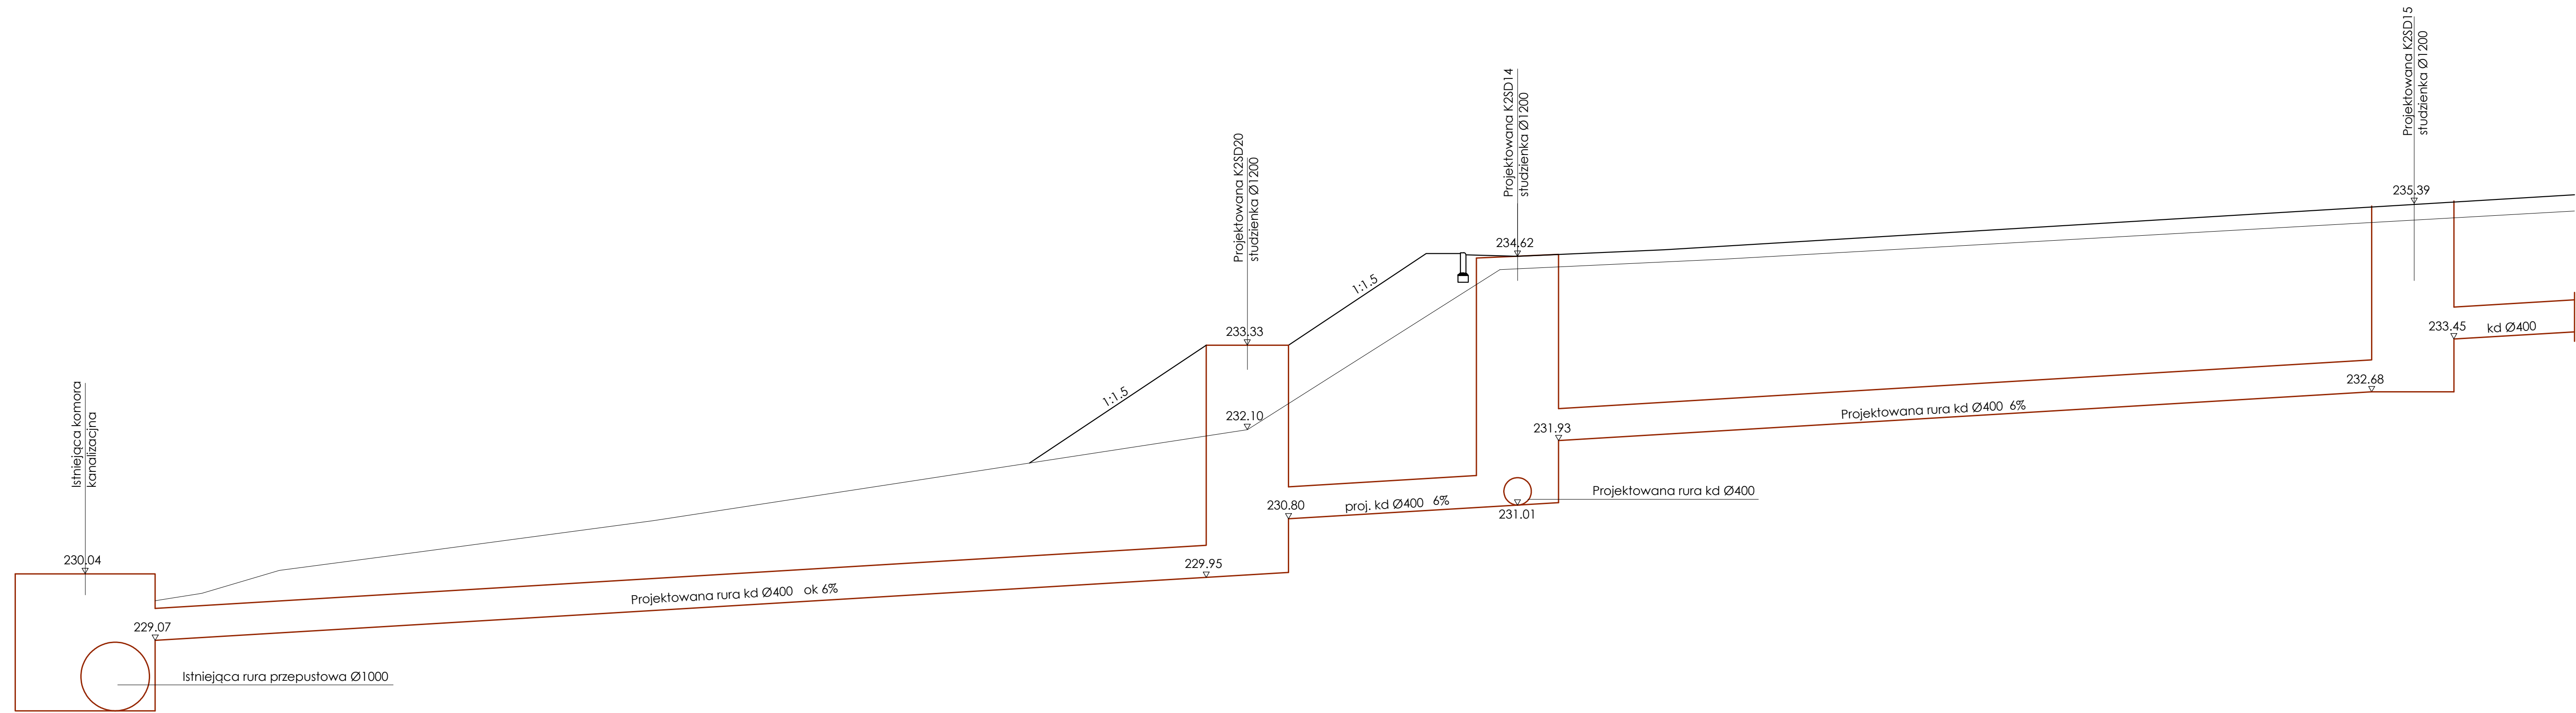 Istniejąca komora
kanalizacjna
230.04
229.07
Istniejąca rura przepustowa Ø1000
Projektowana rura kd Ø400 ok 6%
1:1.5
Projektowana K2SD20
studzienka Ø1200
233.33
232.10
229.95
230.80
1:1.5
proj. kd Ø400 6%
Projektowana K2SD14
studzienka Ø1200
234.62
231.93
231.01
Projektowana rura kd Ø400
Projektowana rura kd Ø400 6%
Projektowana K2SD15
studzienka Ø1200
235.39
232.68
233.45
kd Ø400